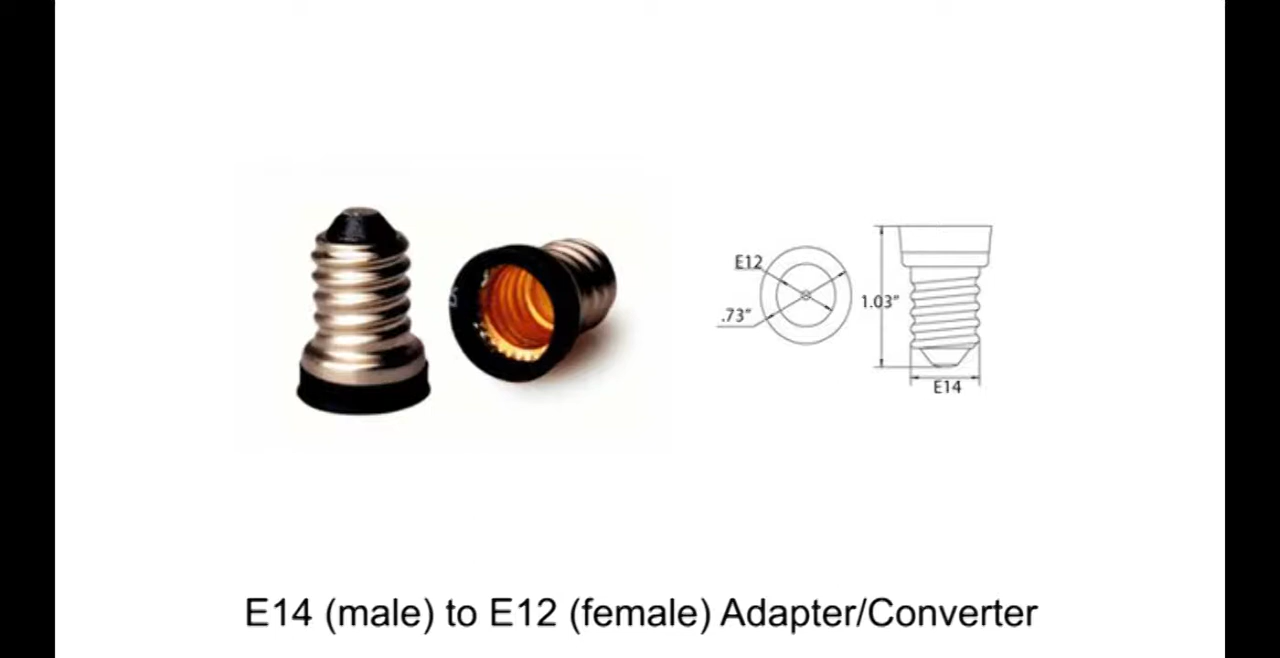 E12
.73”
1.03”
E14
E14 (male) to E12 (female) Adapter/Converter